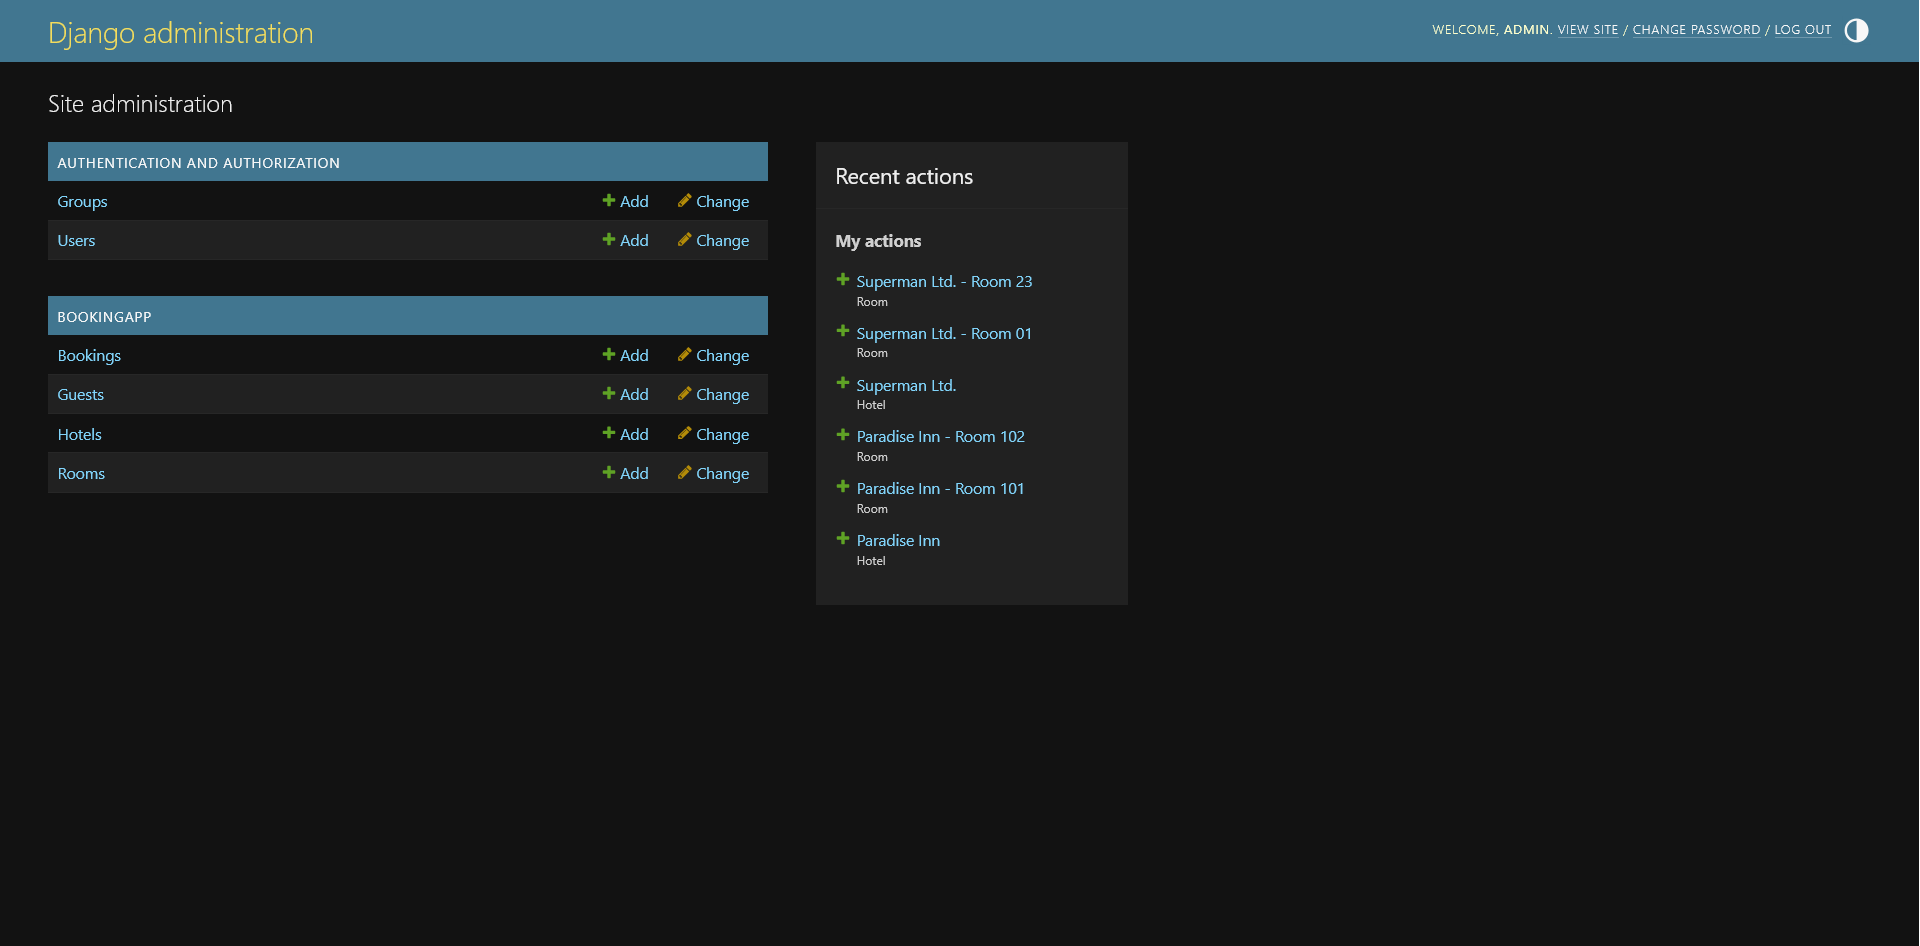 Django administration
WELCOME, ADMIN. VIEW SITE / CHANGE PASSWORD / LOG OUT
Site administration
AUTHENTICATION AND AUTHORIZATION
Groups Add Change
Users Add Change
BOOKINGAPP
Bookings Add Change
Guests Add Change
Hotels Add Change
Rooms Add Change
Recent actions
My actions
Superman Ltd. - Room 23
Room
Superman Ltd. - Room 01
Room
Superman Ltd.
Hotel
Paradise Inn - Room 102
Room
Paradise Inn - Room 101
Room
Paradise Inn
Hotel